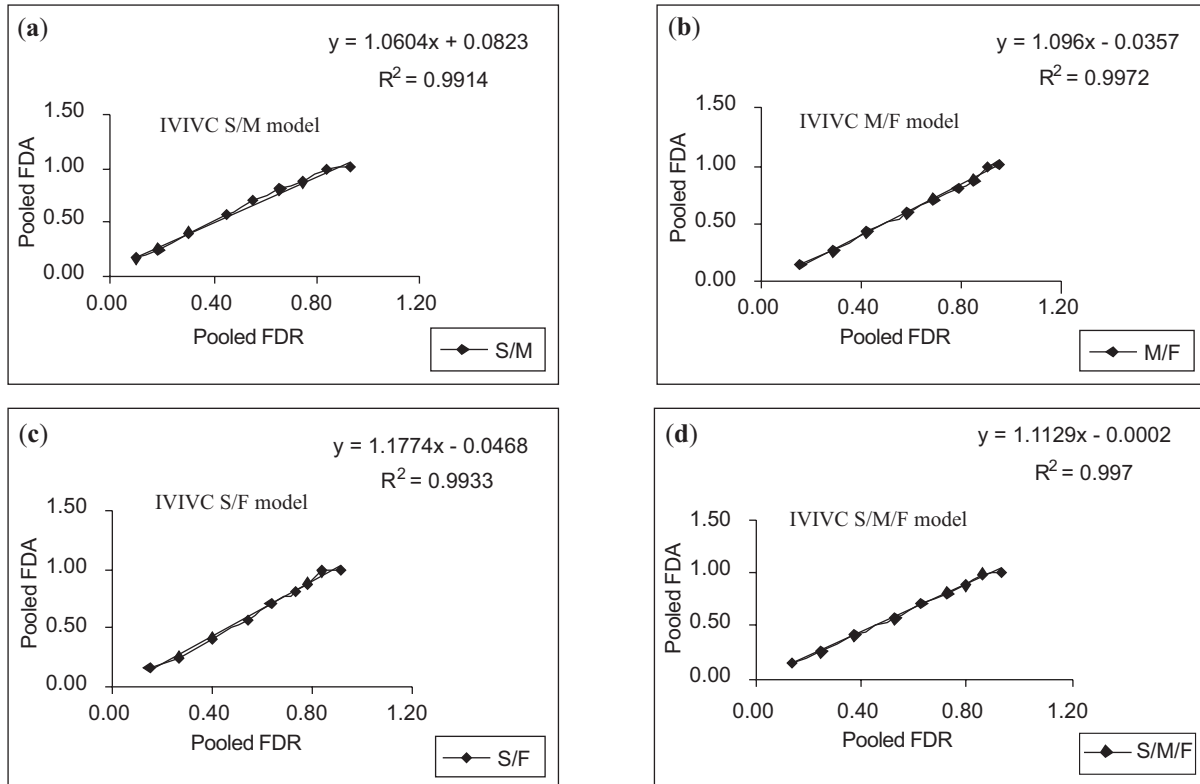 (a)
y = 1.0604x + 0.0823
R² = 0.9914
IVIVC S/M model
1.50
1.00
0.50
0.00
Pooled FDA
0.00 0.40 0.80 1.20
Pooled FDR
S/M
(b)
y = 1.096x - 0.0357
R² = 0.9972
IVIVC M/F model
1.50
1.00
0.50
0.00
Pooled FDA
0.00 0.40 0.80 1.20
Pooled FDR
M/F
(c)
y = 1.1774x - 0.0468
R² = 0.9933
IVIVC S/F model
1.50
1.00
0.50
0.00
Pooled FDA
0.00 0.40 0.80 1.20
Pooled FDR
S/F
(d)
y = 1.1129x - 0.0002
R² = 0.997
IVIVC S/M/F model
1.50
1.00
0.50
0.00
Pooled FDA
0.00 0.40 0.80 1.20
Pooled FDR
S/M/F